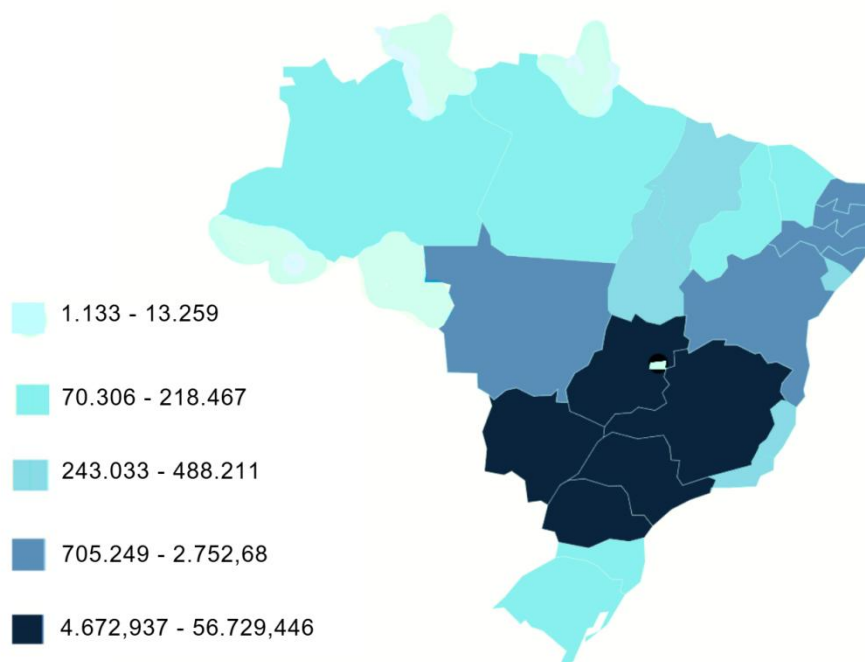 1.133 - 13.259
70.306 - 218.467
243.033 - 488.211
705.249 - 2.752,68
4.672,937 - 56.729,446